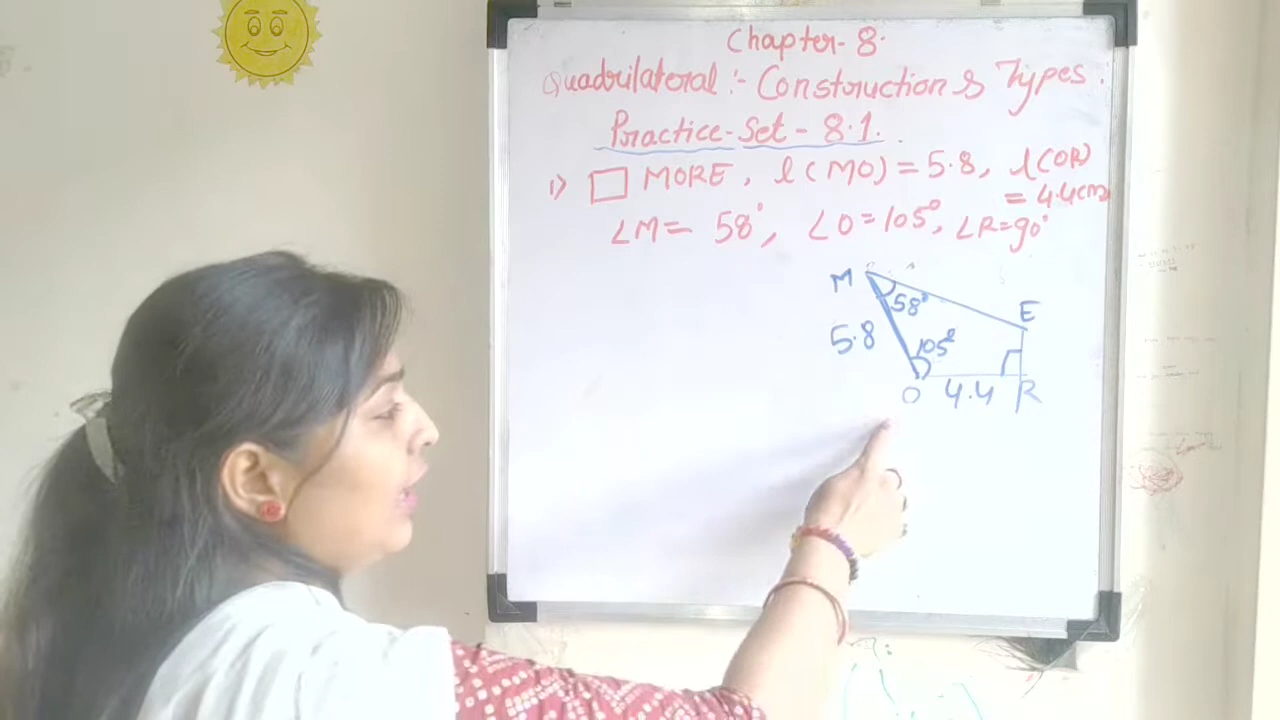 Chapter-8.
Quadrilateral :- Construction & Types.
Practice-Set-8.1.
1) □ MORE, l(MO) = 5.8, l(OR)
= 4.4cm
∠M= 58°, ∠O=105°, ∠R=90°
M
58°
E
5.8
105°
O 4.4 R